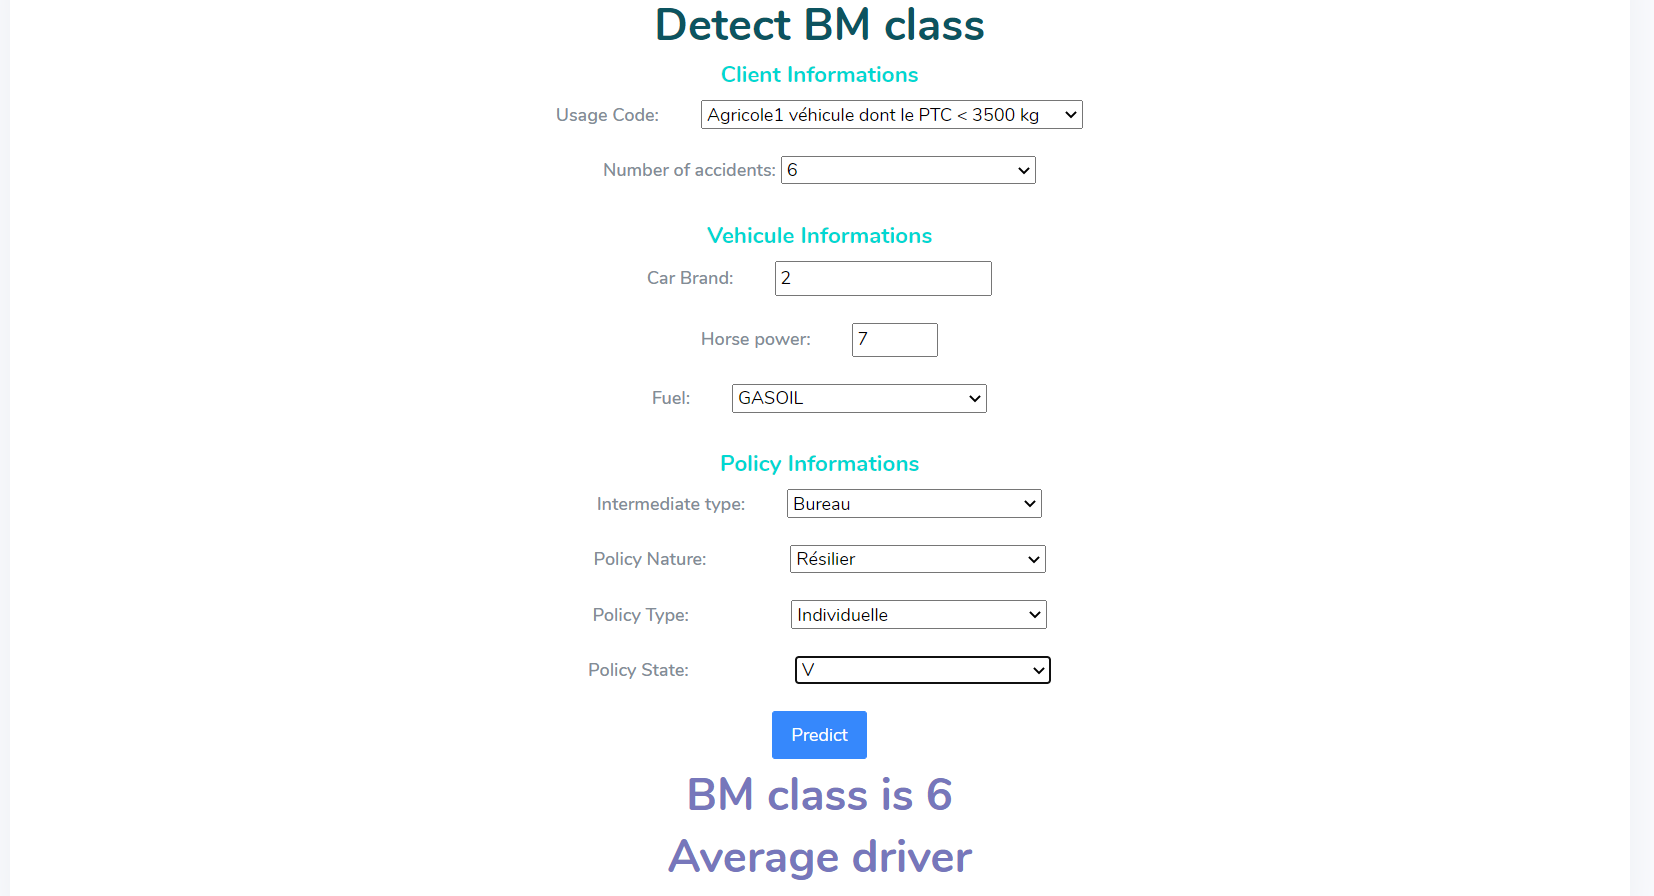 Detect BM class
Client Informations
Usage Code: Agricole1 véhicule dont le PTC < 3500 kg
Number of accidents: 6
Vehicule Informations
Car Brand: 2
Horse power: 7
Fuel: GASOIL
Policy Informations
Intermediate type: Bureau
Policy Nature: Résilier
Policy Type: Individuelle
Policy State: V
Predict
BM class is 6
Average driver